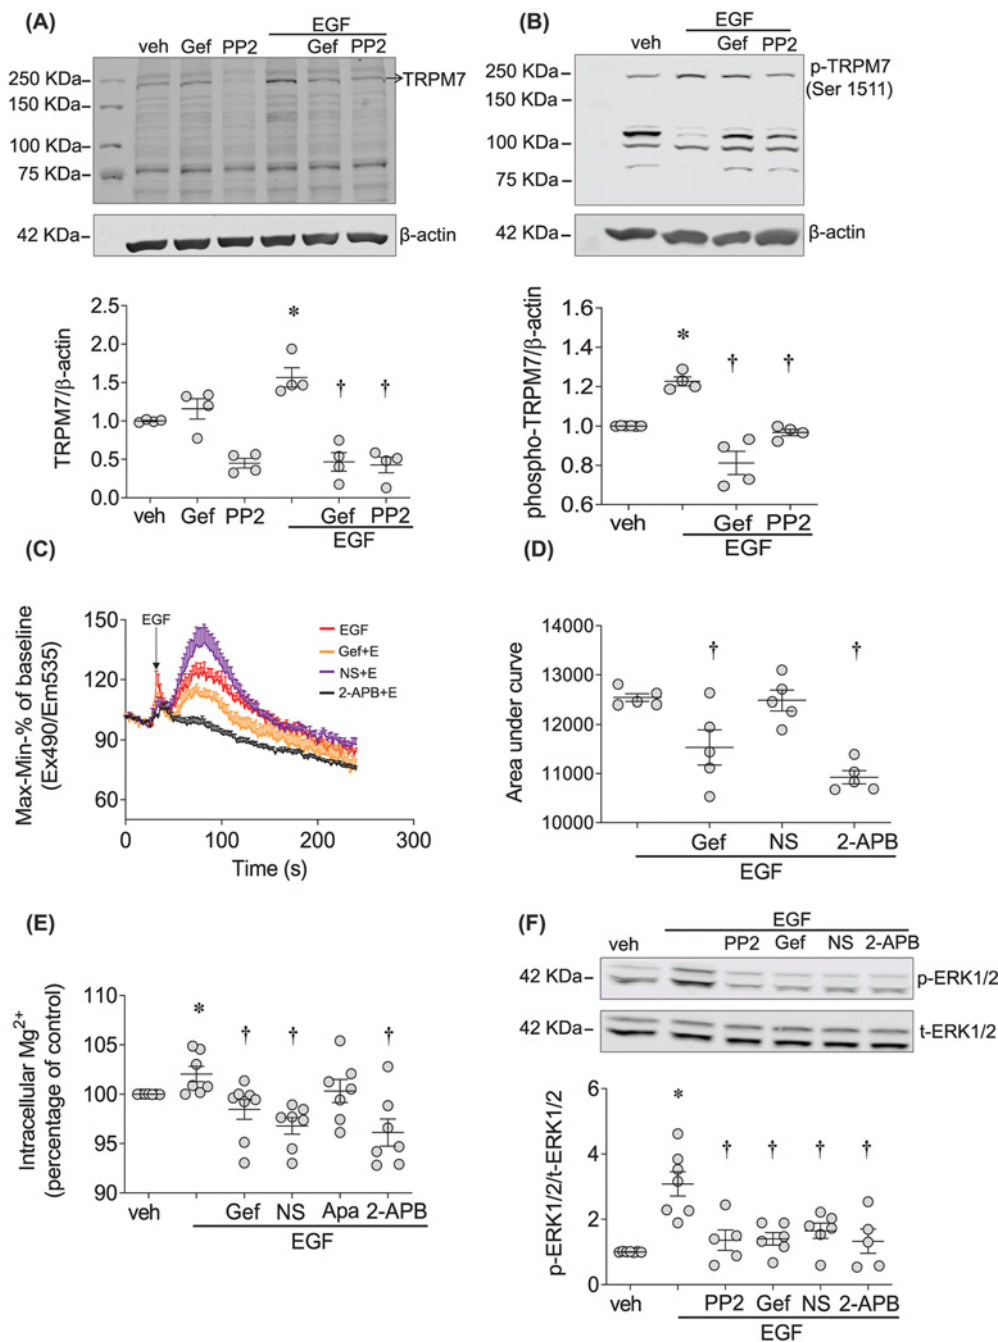 (A)
EGF
veh Gef PP2 Gef PP2
250 KDa
TRPM7
150 KDa
100 KDa
75 KDa
42 KDa
β-actin
2.5
2.0
1.5
1.0
0.5
0.0
TRPM7/β-actin
*
†
†
veh Gef PP2 Gef PP2
EGF
(B)
EGF
veh Gef PP2
250 KDa
p-TRPM7
(Ser 1511)
150 KDa
100 KDa
75 KDa
42 KDa
β-actin
1.6
1.4
1.2
1.0
0.8
0.6
phospho-TRPM7/β-actin
*
†
†
veh Gef PP2
EGF
(C)
150
120
90
60
Max-Min-% of baseline
(Ex490/Em535)
EGF
EGF
Gef+E
NS+E
2-APB+E
0 100 200 300
Time (s)
(D)
14000
13000
12000
11000
10000
Area under curve
†
†
Gef NS 2-APB
EGF
(E)
110
105
100
95
90
Intracellular Mg2+
(percentage of control)
*
†
†
†
veh Gef NS Apa 2-APB
EGF
(F)
EGF
veh PP2 Gef NS 2-APB
42 KDa
p-ERK1/2
42 KDa
t-ERK1/2
6
4
2
0
p-ERK1/2/t-ERK1/2
*
†
†
†
†
veh PP2 Gef NS 2-APB
EGF